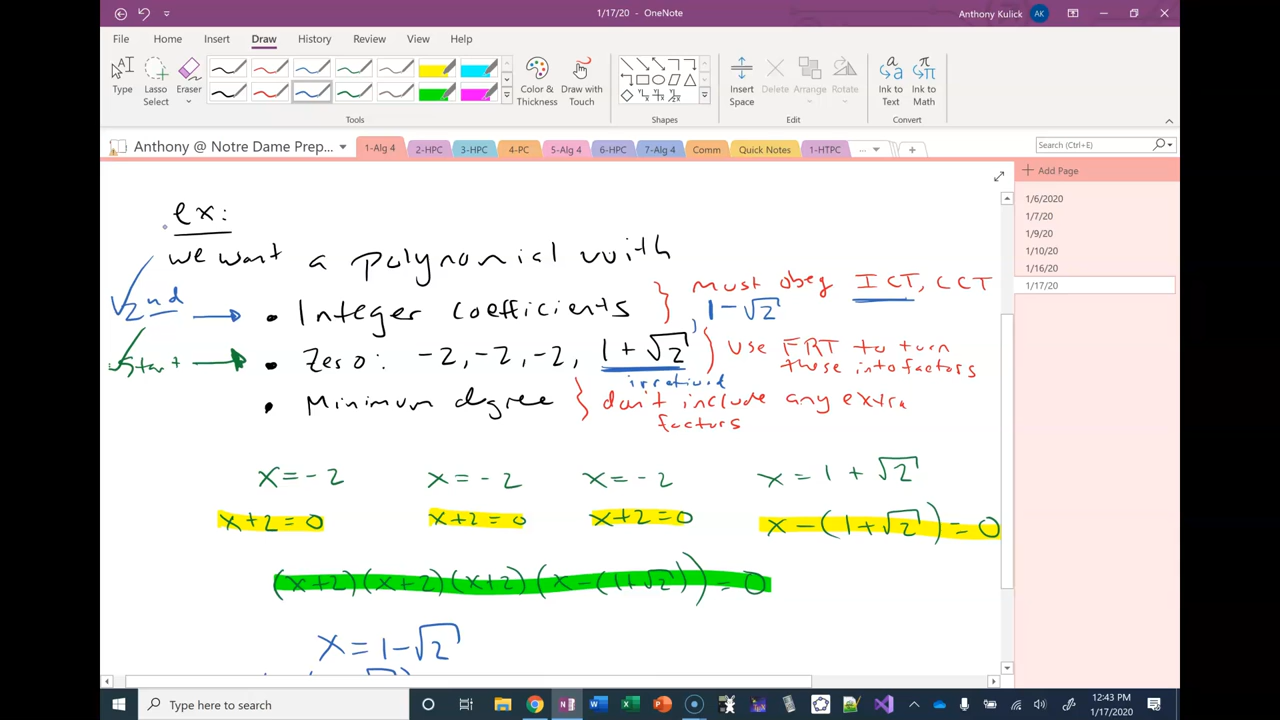 1/17/20 - OneNote
Anthony Kulick AK
File Home Insert Draw History Review View Help
Type Lasso Select Eraser
Color & Thickness Draw with Touch
Insert Space Delete Arrange Rotate
Ink to Text Ink to Math
Tools Shapes Edit Convert
Anthony @ Notre Dame Prep... 1-Alg 4 2-HPC 3-HPC 4-PC 5-Alg 4 6-HPC 7-Alg 4 Comm Quick Notes 1-HTPC ... Search (Ctrl+E)
Add Page
1/6/2020
1/7/20
1/9/20
1/10/20
1/16/20
1/17/20
ex:
we want a polynomial with
2nd → • Integer coefficients } Must obey ICT, CCT
1-√2
Start → • Zero: -2, -2, -2, 1+√2, } Use FRT to turn these into factors
irrational
• Minimum degree } don't include any extra factors
x=-2 x=-2 x=-2 x=1+√2
x+2=0 x+2=0 x+2=0 x-(1+√2)=0
(x+2)(x+2)(x+2)(x-(1+√2))=0
x=1-√2
Type here to search
12:43 PM
1/17/2020